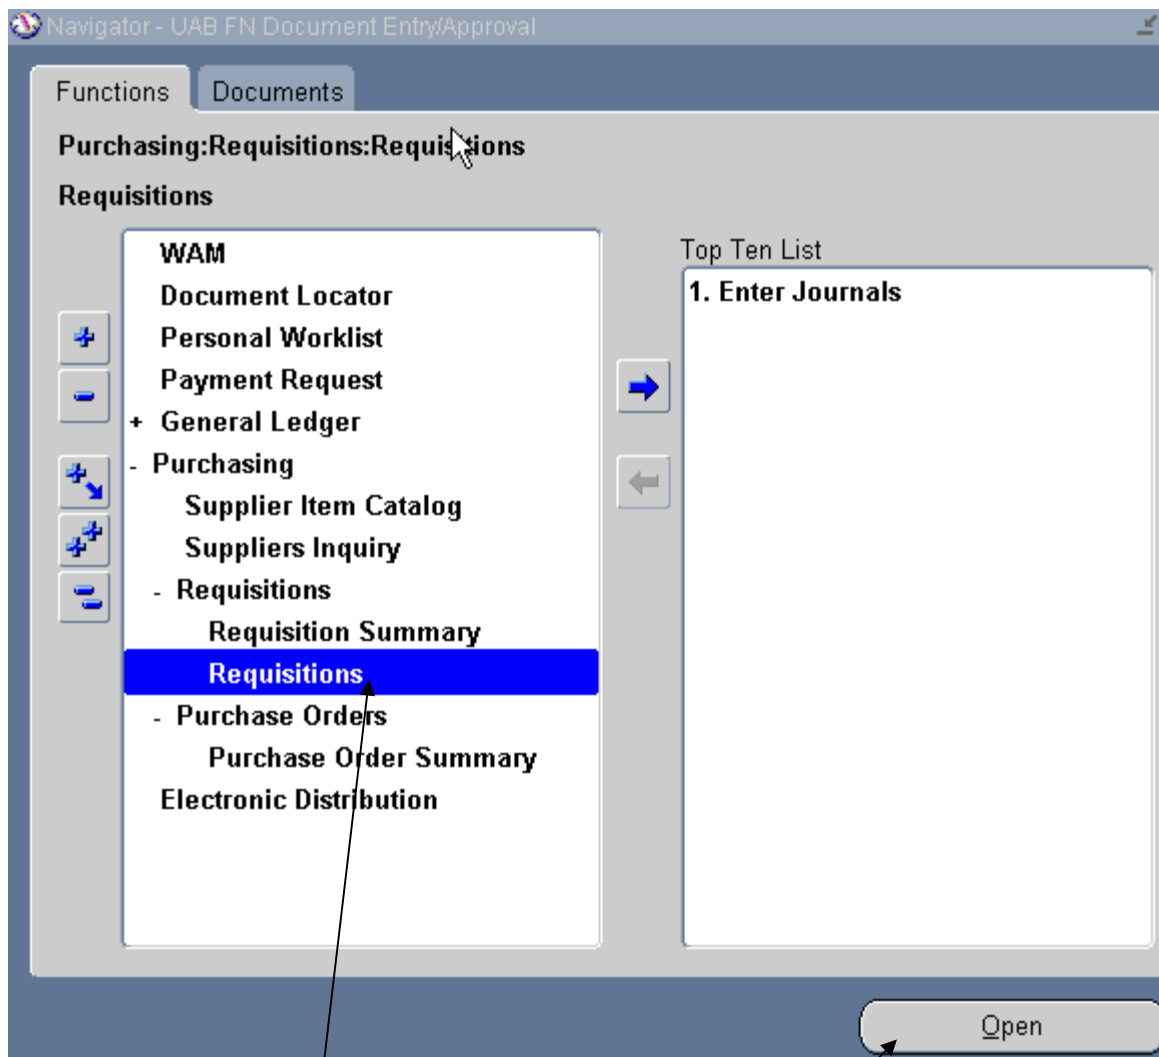 Navigator - UAB FN Document Entry/Approval
Functions
Documents
Purchasing:Requisitions:Requisitions
Requisitions
WAM
Document Locator
Personal Worklist
Payment Request
+ General Ledger
- Purchasing
Supplier Item Catalog
Suppliers Inquiry
- Requisitions
Requisition Summary
Requisitions
- Purchase Orders
Purchase Order Summary
Electronic Distribution
Top Ten List
1. Enter Journals
Open